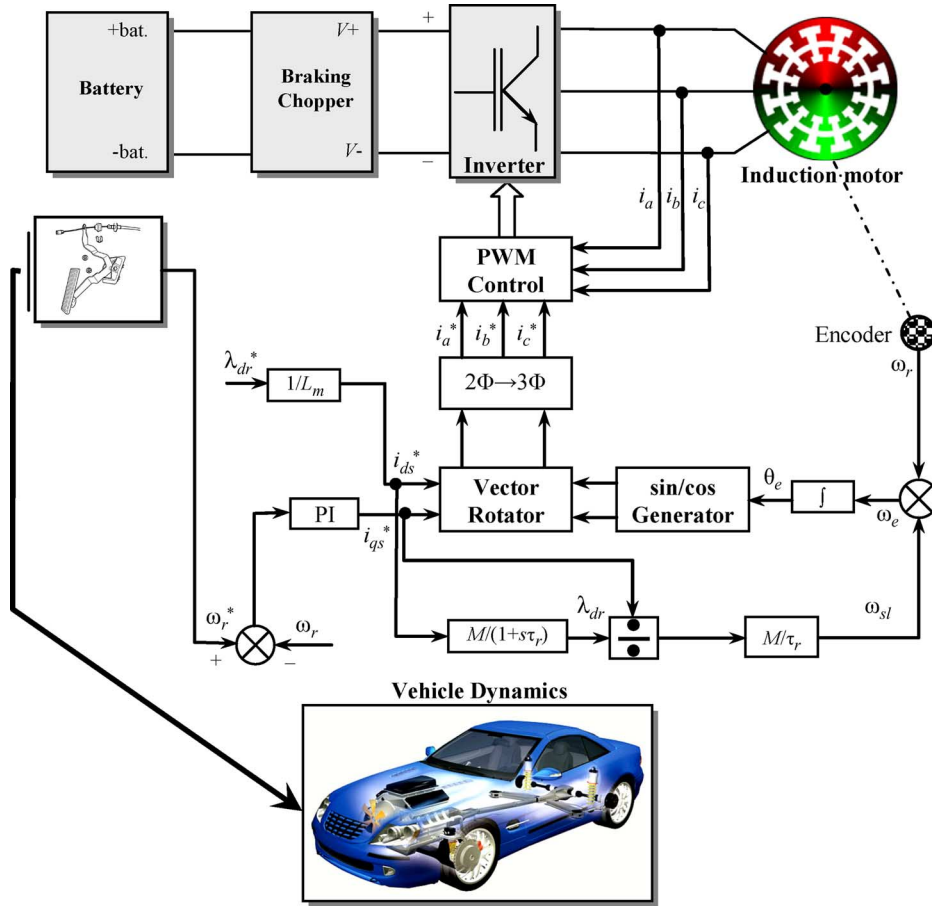 +bat.
Battery
-bat.
V+
Braking
Chopper
V-
+
−
Inverter
Induction motor
i_a
i_b
i_c
PWM
Control
i_a*
i_b*
i_c*
Encoder
ω_r
λ_dr*
1/L_m
2Φ→3Φ
i_ds*
Vector
Rotator
sin/cos
Generator
θ_e
∫
ω_e
PI
i_qs*
ω_r*
+
ω_r
−
M/(1+sτ_r)
λ_dr
÷
M/τ_r
ω_sl
Vehicle Dynamics